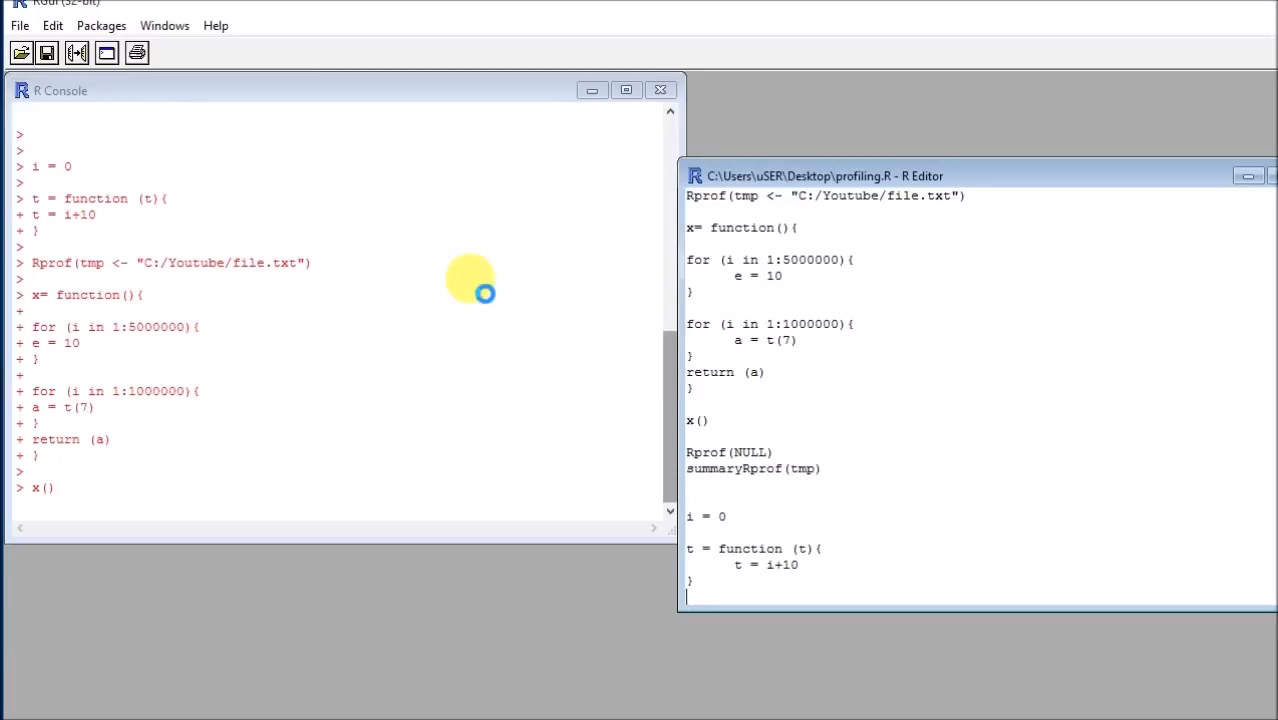 RGui (32-bit)
File Edit Packages Windows Help
R Console
>
>
> i = 0
>
> t = function (t){
+ t = i+10
+ }
>
> Rprof(tmp <- "C:/Youtube/file.txt")
>
> x= function(){
+
+ for (i in 1:5000000){
+ e = 10
+ }
+
+ for (i in 1:1000000){
+ a = t(7)
+ }
+ return (a)
+ }
>
> x()
C:\Users\uSER\Desktop\profiling.R - R Editor
Rprof(tmp <- "C:/Youtube/file.txt")
x= function(){
for (i in 1:5000000){
e = 10
}
for (i in 1:1000000){
a = t(7)
}
return (a)
}
x()
Rprof(NULL)
summaryRprof(tmp)
i = 0
t = function (t){
t = i+10
}